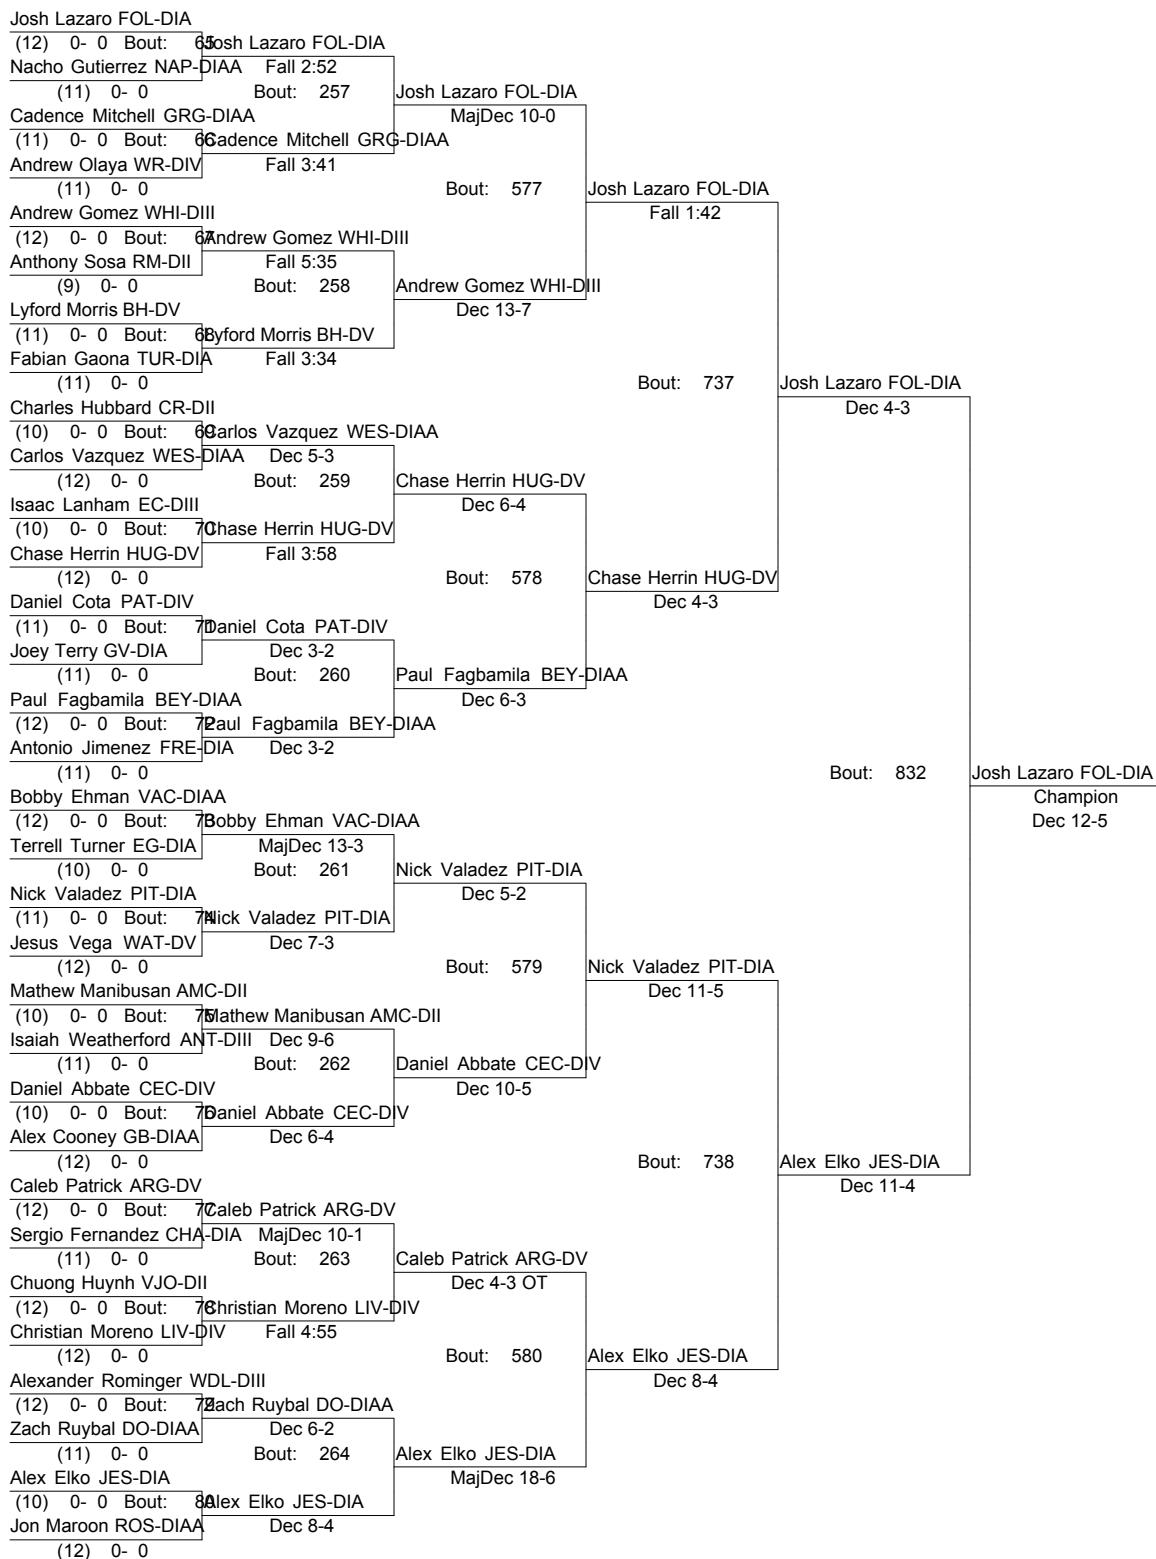 Josh Lazaro FOL-DIA
(12) 0- 0 Bout: 65 Josh Lazaro FOL-DIA
Nacho Gutierrez NAP-DIAA Fall 2:52
(11) 0- 0 Bout: 257 Josh Lazaro FOL-DIA
Cadence Mitchell GRG-DIAA MajDec 10-0
(11) 0- 0 Bout: 66 Cadence Mitchell GRG-DIAA
Andrew Olaya WR-DIV Fall 3:41
(11) 0- 0 Bout: 577 Josh Lazaro FOL-DIA
Andrew Gomez WHI-DIII Fall 1:42
(12) 0- 0 Bout: 67 Andrew Gomez WHI-DIII
Anthony Sosa RM-DII Fall 5:35
(9) 0- 0 Bout: 258 Andrew Gomez WHI-DIII
Lyford Morris BH-DV Dec 13-7
(11) 0- 0 Bout: 68 Lyford Morris BH-DV
Fabian Gaona TUR-DIA Fall 3:34
(11) 0- 0 Bout: 737 Josh Lazaro FOL-DIA
Charles Hubbard CR-DII Dec 4-3
(10) 0- 0 Bout: 69 Carlos Vazquez WES-DIAA
Carlos Vazquez WES-DIAA Dec 5-3
(12) 0- 0 Bout: 259 Chase Herrin HUG-DV
Isaac Lanham EC-DIII Dec 6-4
(10) 0- 0 Bout: 70 Chase Herrin HUG-DV
Chase Herrin HUG-DV Fall 3:58
(12) 0- 0 Bout: 578 Chase Herrin HUG-DV
Daniel Cota PAT-DIV Dec 4-3
(11) 0- 0 Bout: 71 Daniel Cota PAT-DIV
Joey Terry GV-DIA Dec 3-2
(11) 0- 0 Bout: 260 Paul Fagbamila BEY-DIAA
Paul Fagbamila BEY-DIAA Dec 6-3
(12) 0- 0 Bout: 72 Paul Fagbamila BEY-DIAA
Antonio Jimenez FRE-DIA Dec 3-2
(11) 0- 0 Bout: 832 Josh Lazaro FOL-DIA
Bobby Ehman VAC-DIAA Champion
(12) 0- 0 Bout: 73 Bobby Ehman VAC-DIAA Dec 12-5
Terrell Turner EG-DIA MajDec 13-3
(10) 0- 0 Bout: 261 Nick Valadez PIT-DIA
Nick Valadez PIT-DIA Dec 5-2
(11) 0- 0 Bout: 74 Nick Valadez PIT-DIA
Jesus Vega WAT-DV Dec 7-3
(12) 0- 0 Bout: 579 Nick Valadez PIT-DIA
Mathew Manibusan AMC-DII Dec 11-5
(10) 0- 0 Bout: 75 Mathew Manibusan AMC-DII
Isaiah Weatherford ANT-DIII Dec 9-6
(11) 0- 0 Bout: 262 Daniel Abbate CEC-DIV
Daniel Abbate CEC-DIV Dec 10-5
(10) 0- 0 Bout: 76 Daniel Abbate CEC-DIV
Alex Cooney GB-DIAA Dec 6-4
(12) 0- 0 Bout: 738 Alex Elko JES-DIA
Caleb Patrick ARG-DV Dec 11-4
(12) 0- 0 Bout: 77 Caleb Patrick ARG-DV
Sergio Fernandez CHA-DIA MajDec 10-1
(11) 0- 0 Bout: 263 Caleb Patrick ARG-DV
Chuong Huynh VJO-DII Dec 4-3 OT
(12) 0- 0 Bout: 78 Christian Moreno LIV-DIV
Christian Moreno LIV-DIV Fall 4:55
(12) 0- 0 Bout: 580 Alex Elko JES-DIA
Alexander Rominger WDL-DIII Dec 8-4
(12) 0- 0 Bout: 79 Zach Ruybal DO-DIAA
Zach Ruybal DO-DIAA Dec 6-2
(11) 0- 0 Bout: 264 Alex Elko JES-DIA
Alex Elko JES-DIA MajDec 18-6
(10) 0- 0 Bout: 80 Alex Elko JES-DIA
Jon Maroon ROS-DIAA Dec 8-4
(12) 0- 0